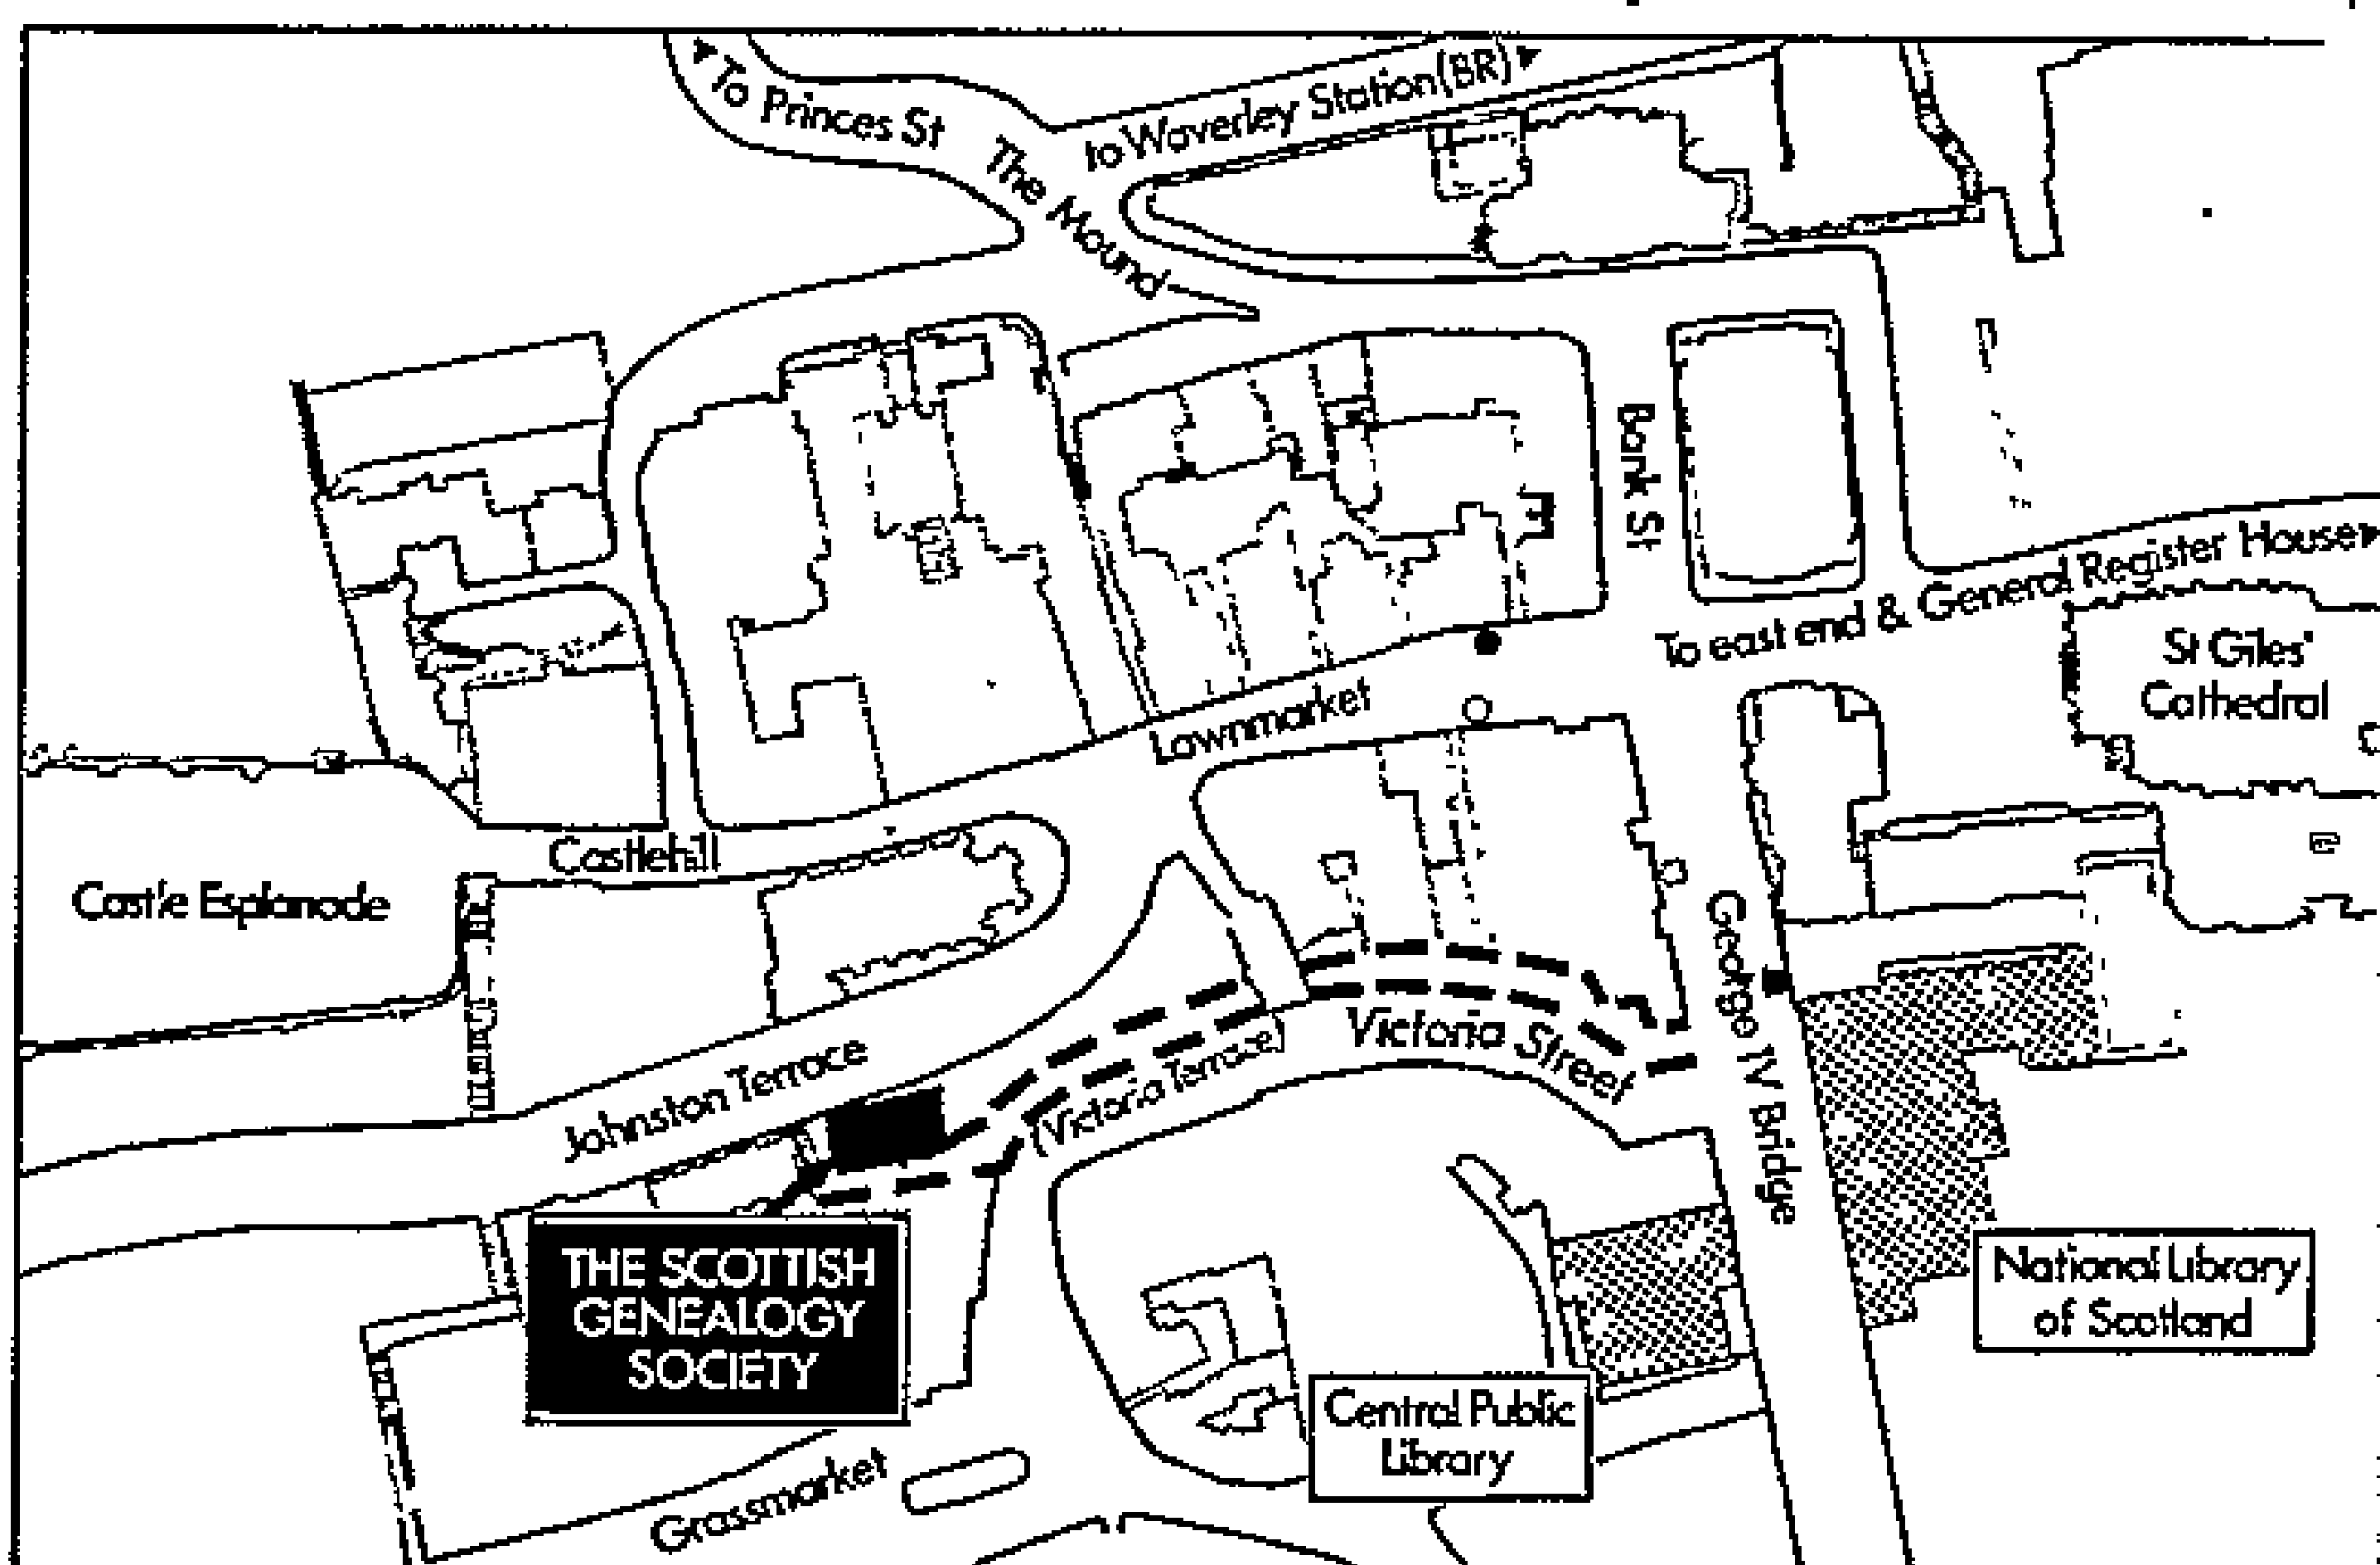 To Princes St
to Waverley Station (BR)
The Mound
Bank St
To east end & General Register House
St Giles'
Cathedral
Lawnmarket
Castlehill
Castle Esplanade
George IV Bridge
Victoria Street
(Victoria Terrace)
Johnston Terrace
THE SCOTTISH
GENEALOGY
SOCIETY
National Library
of Scotland
Central Public
Library
Grassmarket